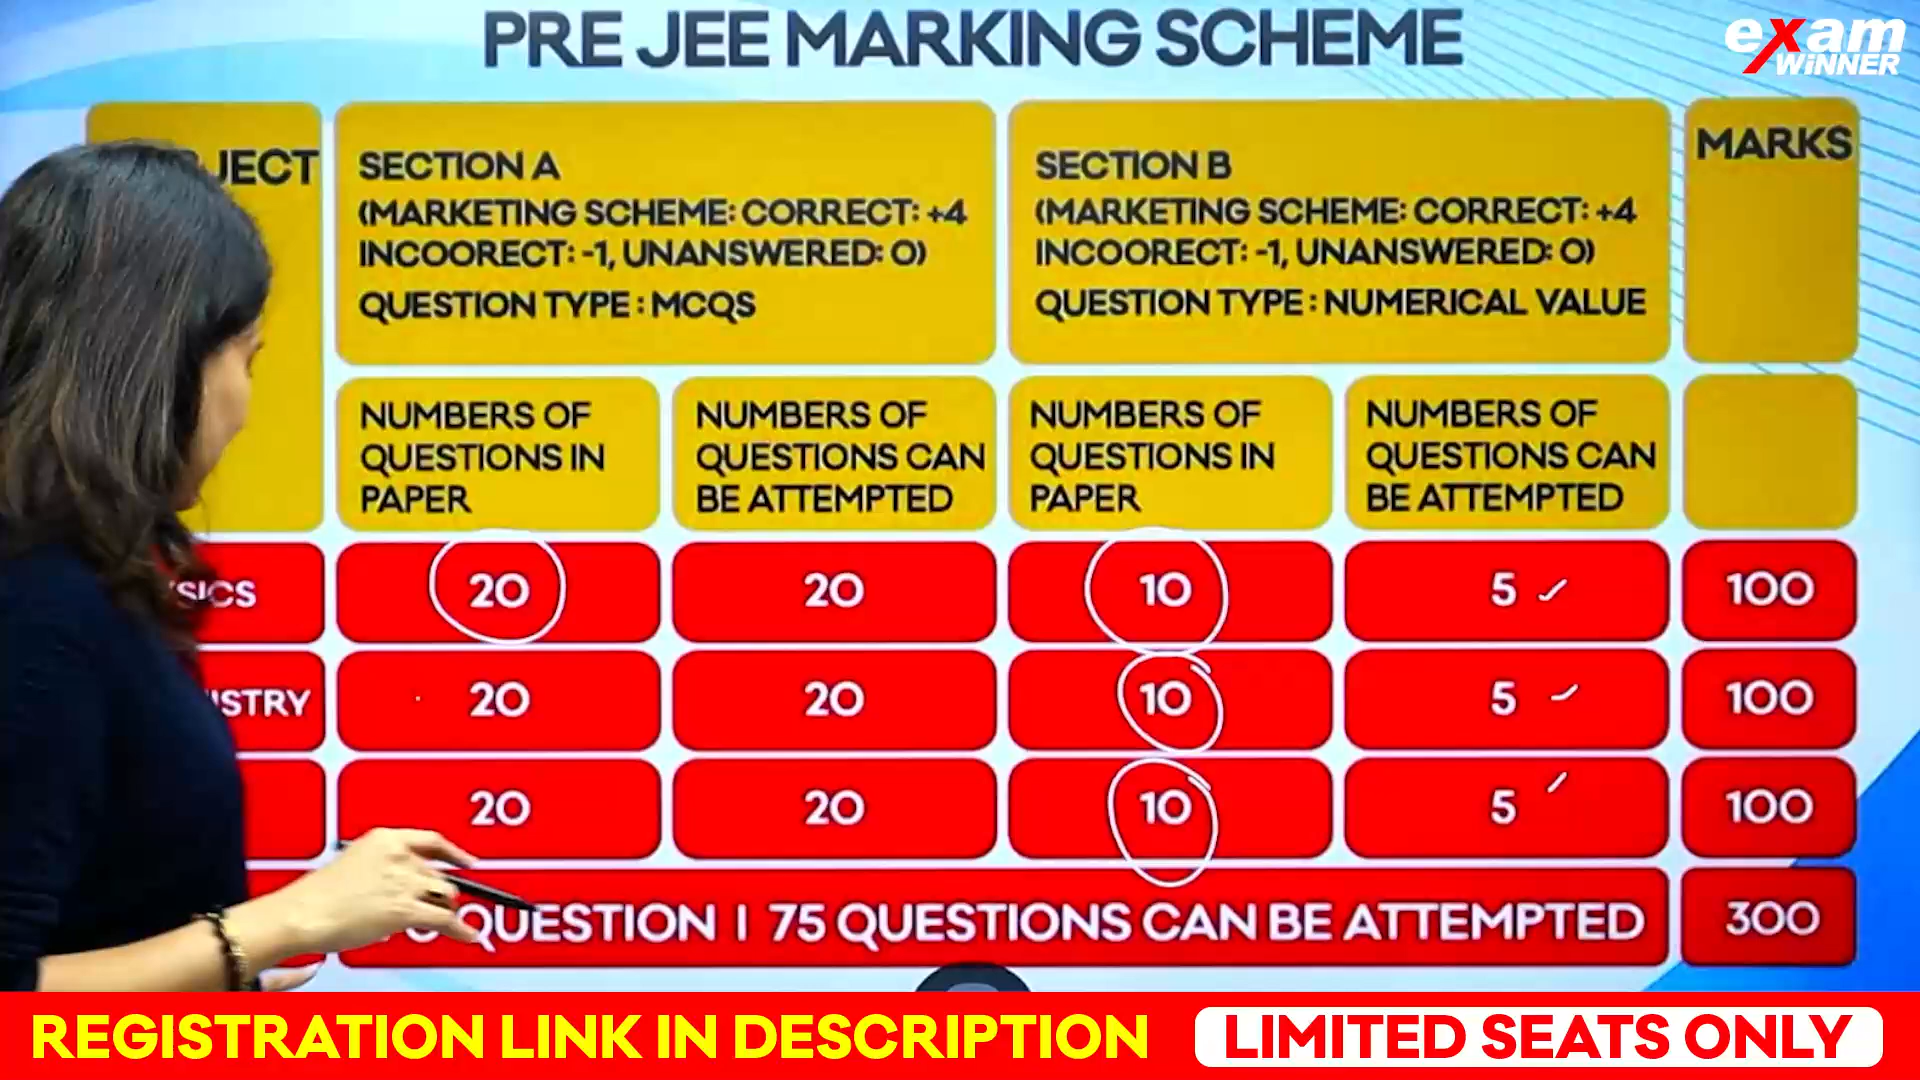 PRE JEE MARKING SCHEME
exam
WiNNER
SECTION A
(MARKETING SCHEME: CORRECT: +4
INCOORECT: -1, UNANSWERED: 0)
QUESTION TYPE : MCQS
SECTION B
(MARKETING SCHEME: CORRECT: +4
INCOORECT: -1, UNANSWERED: 0)
QUESTION TYPE : NUMERICAL VALUE
MARKS
NUMBERS OF
QUESTIONS IN
PAPER
NUMBERS OF
QUESTIONS CAN
BE ATTEMPTED
NUMBERS OF
QUESTIONS IN
PAPER
NUMBERS OF
QUESTIONS CAN
BE ATTEMPTED
20 20 10 5 100
20 20 10 5 100
20 20 10 5 100
QUESTION | 75 QUESTIONS CAN BE ATTEMPTED 300
REGISTRATION LINK IN DESCRIPTION LIMITED SEATS ONLY